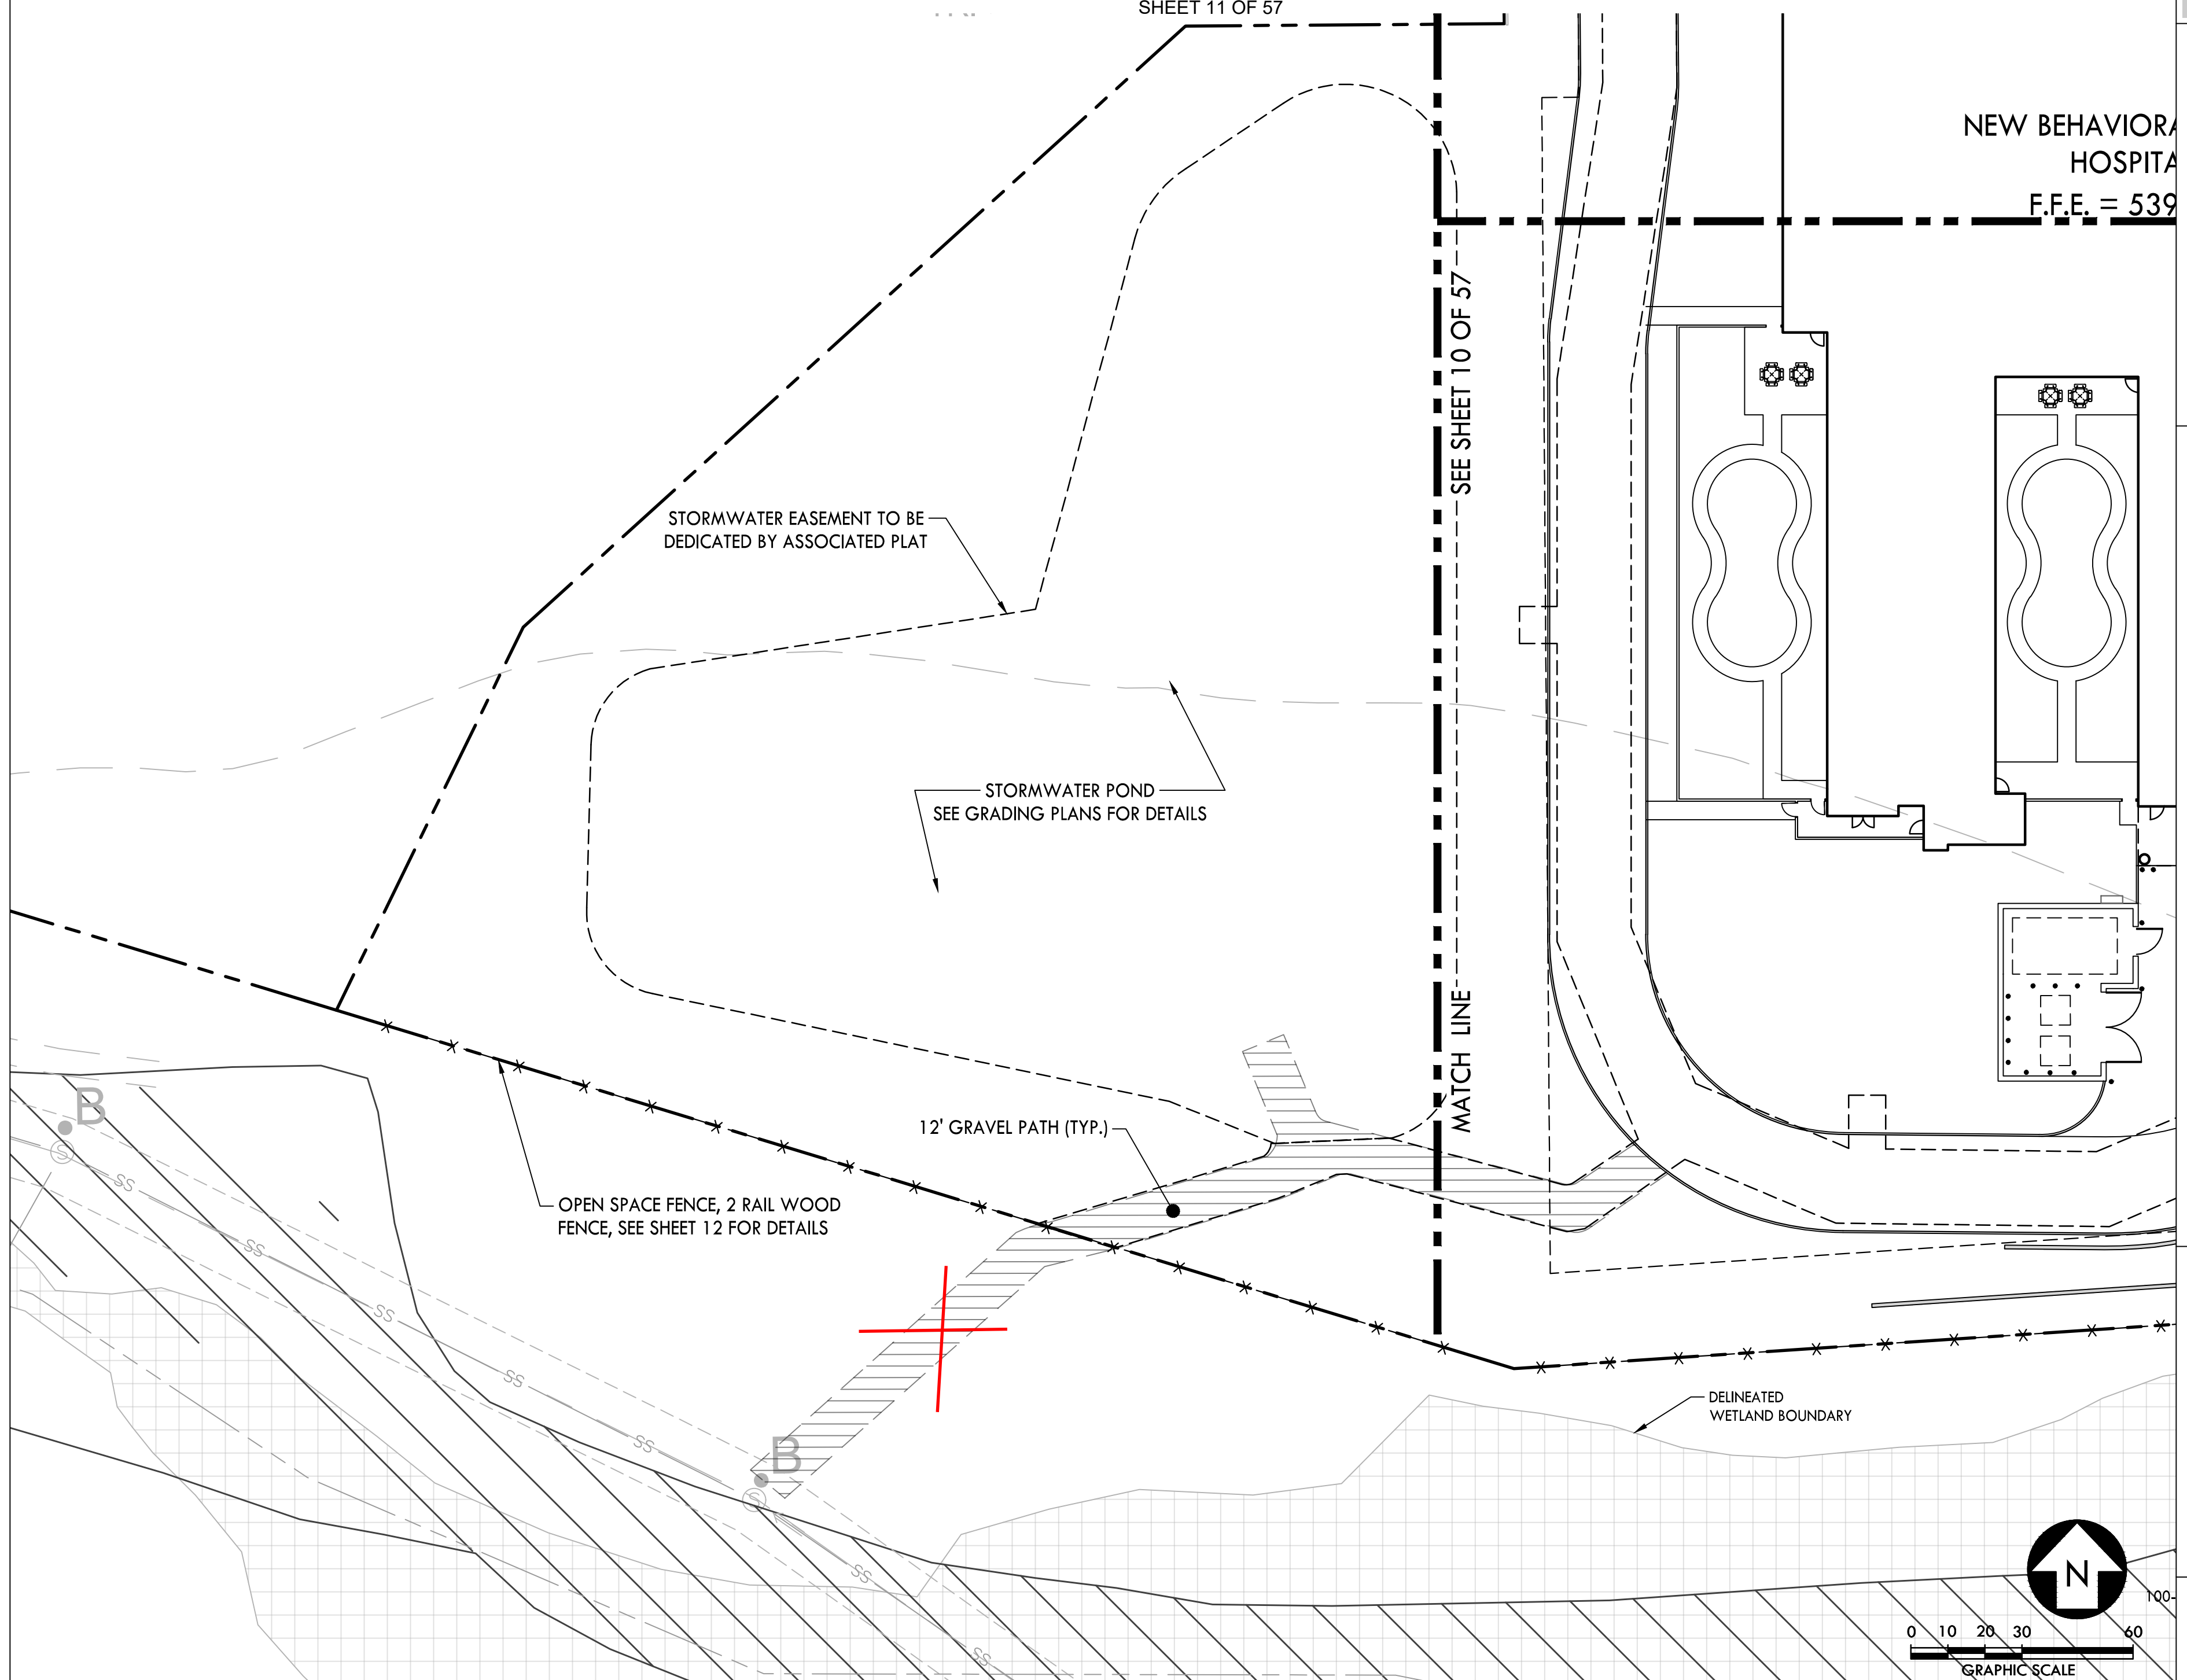 SHEET 11 OF 57
NEW BEHAVIORA
HOSPITA
F.F.E. = 539
SEE SHEET 10 OF 57
STORMWATER EASEMENT TO BE
DEDICATED BY ASSOCIATED PLAT
STORMWATER POND
SEE GRADING PLANS FOR DETAILS
MATCH LINE
B
S
SS
12' GRAVEL PATH (TYP.)
OPEN SPACE FENCE, 2 RAIL WOOD
FENCE, SEE SHEET 12 FOR DETAILS
SS
SS
SS
SS
DELINEATED
WETLAND BOUNDARY
B
S
SS
SS
N
100-
0 10 20 30 60
GRAPHIC SCALE